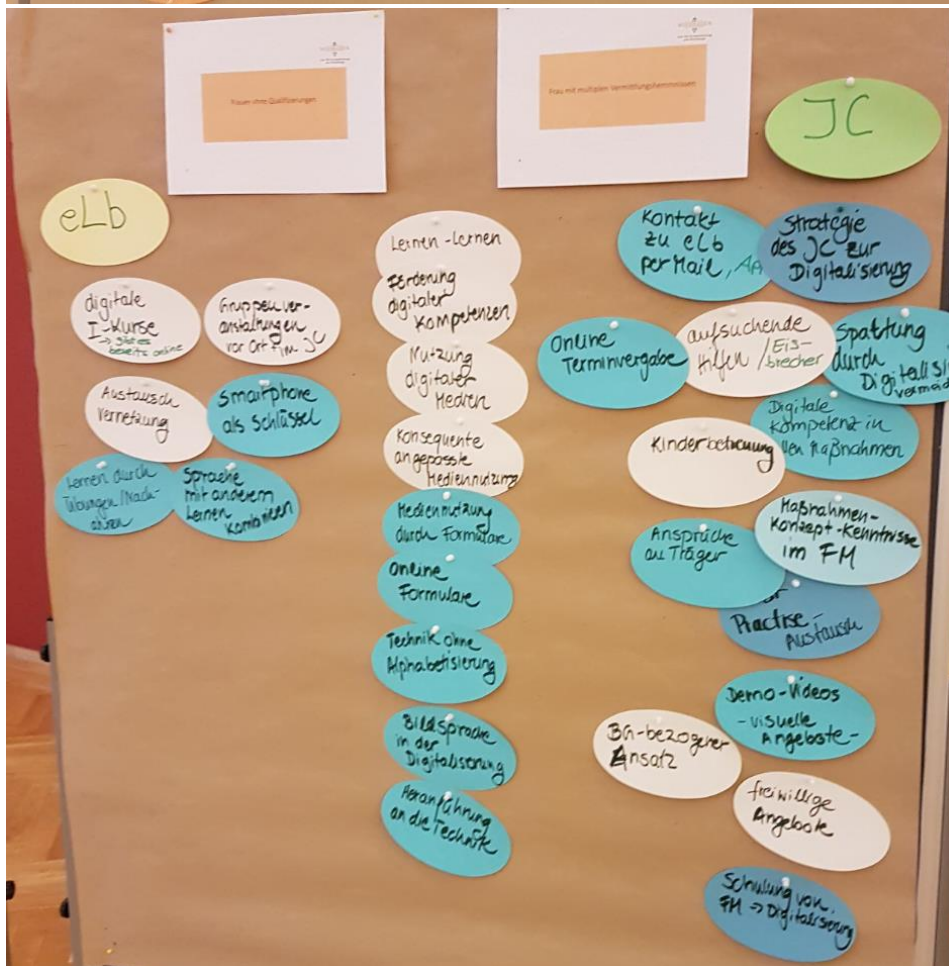 Frauen ohne Qualifizierungen
Frau mit multiplen Vermittlungshemmnissen
JC
eLb
digitale
I-Kurse
→ gibt es
bereits online
Gruppenver-
anstaltungen
vor Ort / im JC
Austausch
Vernetzung
Smartphone
als Schlüssel
Lernen durch
Übungen/Nach-
ahmen
Sprache
mit anderem
Lernen
kombinieren
Lernen-Lernen
Förderung
digitaler
Kompetenzen
Nutzung
digitaler
Medien
Konsequente
angepasste
Mediennutzung
Mediennutzung
durch Formulare
Online
Formulare
Technik ohne
Alphabetisierung
Bildsprache
in der
Digitalisierung
Heranführung
an die Technik
Kontakt
zu eLb
per Mail,
Strategie
des JC zur
Digitalisierung
Online
Terminvergabe
aufsuchende
Hilfen / Eis-
brecher
Spaltung
durch
Digitalisi
vermeid
Kinderbetreuung
Digitale
Kompetenz in
den Maßnahmen
Ansprüche
an Träger
Maßnahmen-
Konzept-Kenntnisse
im FM
Practise-
Austausch
Demo-Videos
- visuelle
Angebote-
BG-bezogener
Ansatz
freiwillige
Angebote
Schulung von
FM → Digitalisierung